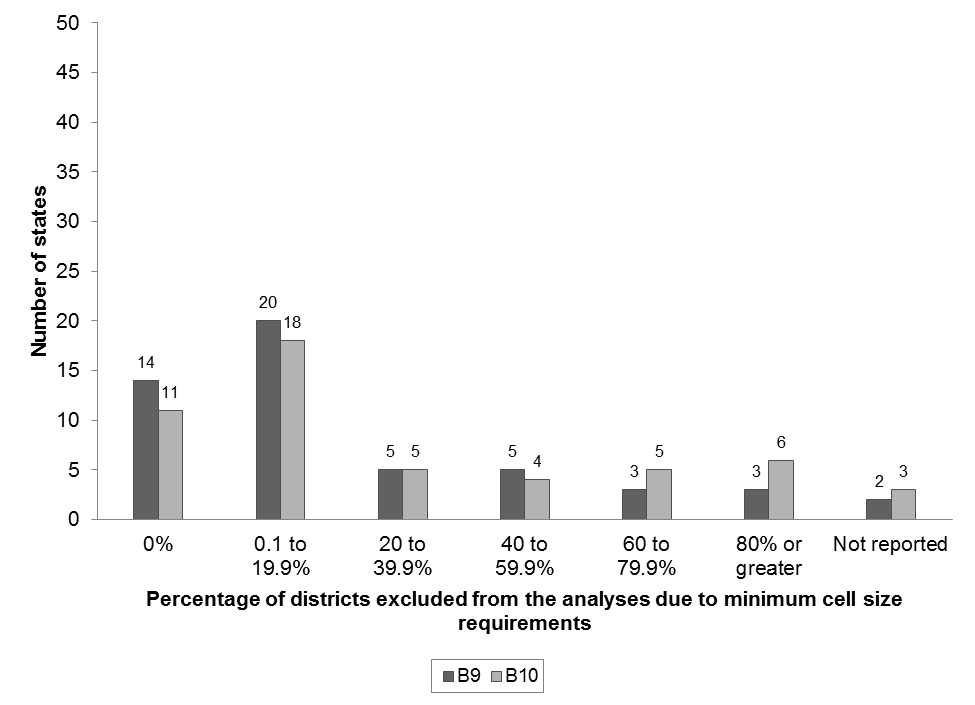 50
45
40
35
30
25
20
15
10
5
0
Number of states
14
11
20
18
5
5
5
4
3
5
3
6
2
3
0%
0.1 to
19.9%
20 to
39.9%
40 to
59.9%
60 to
79.9%
80% or
greater
Not reported
Percentage of districts excluded from the analyses due to minimum cell size
requirements
B9 B10